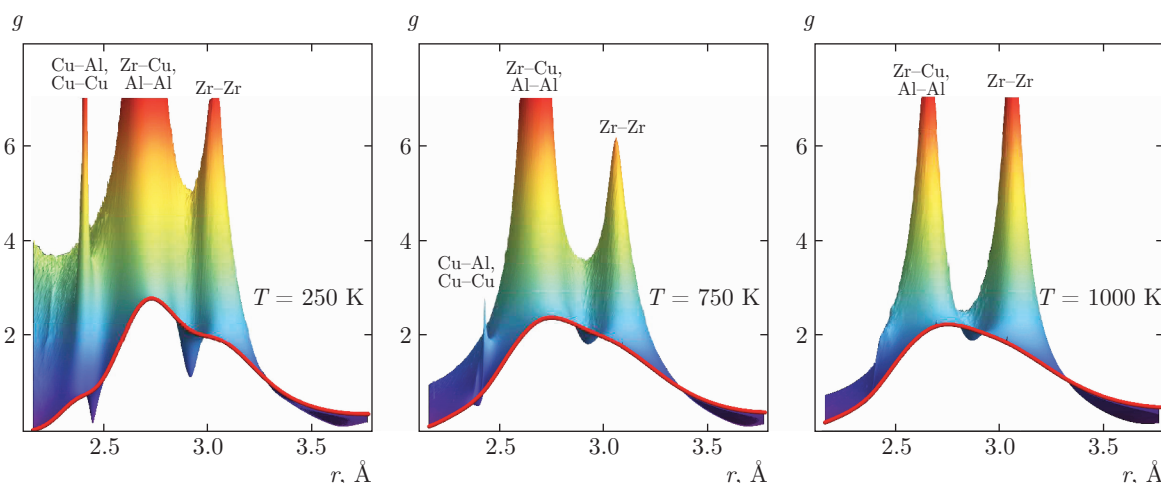 g
Cu–Al,
Cu–Cu
Zr–Cu,
Al–Al
Zr–Zr
6
4
2
T = 250 K
2.5 3.0 3.5
r, Å
g
Zr–Cu,
Al–Al
Zr–Zr
6
4
Cu–Al,
Cu–Cu
2
T = 750 K
2.5 3.0 3.5
r, Å
g
Zr–Cu,
Al–Al
Zr–Zr
6
4
2
T = 1000 K
2.5 3.0 3.5
r, Å